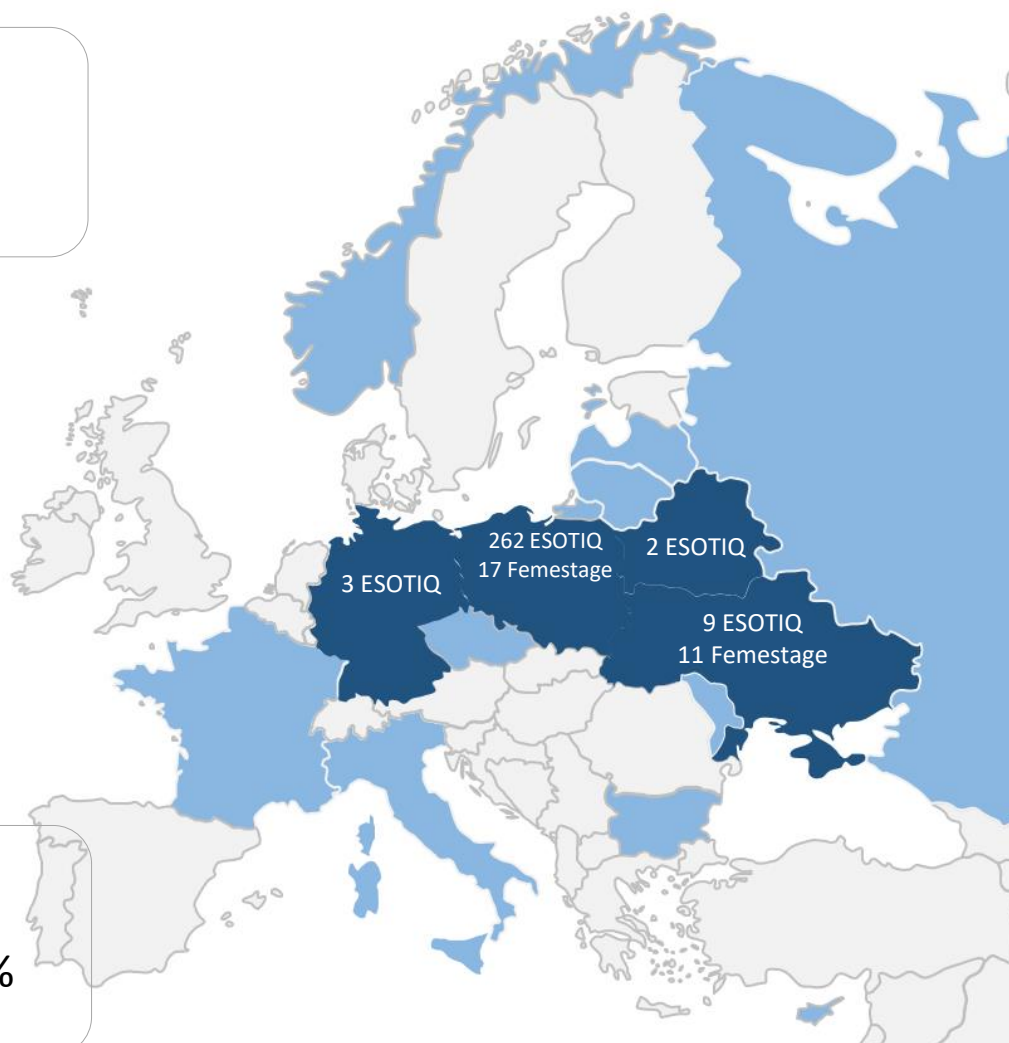 262 ESOTIQ
17 Femestage
2 ESOTIQ
3 ESOTIQ
9 ESOTIQ
11 Femestage
%